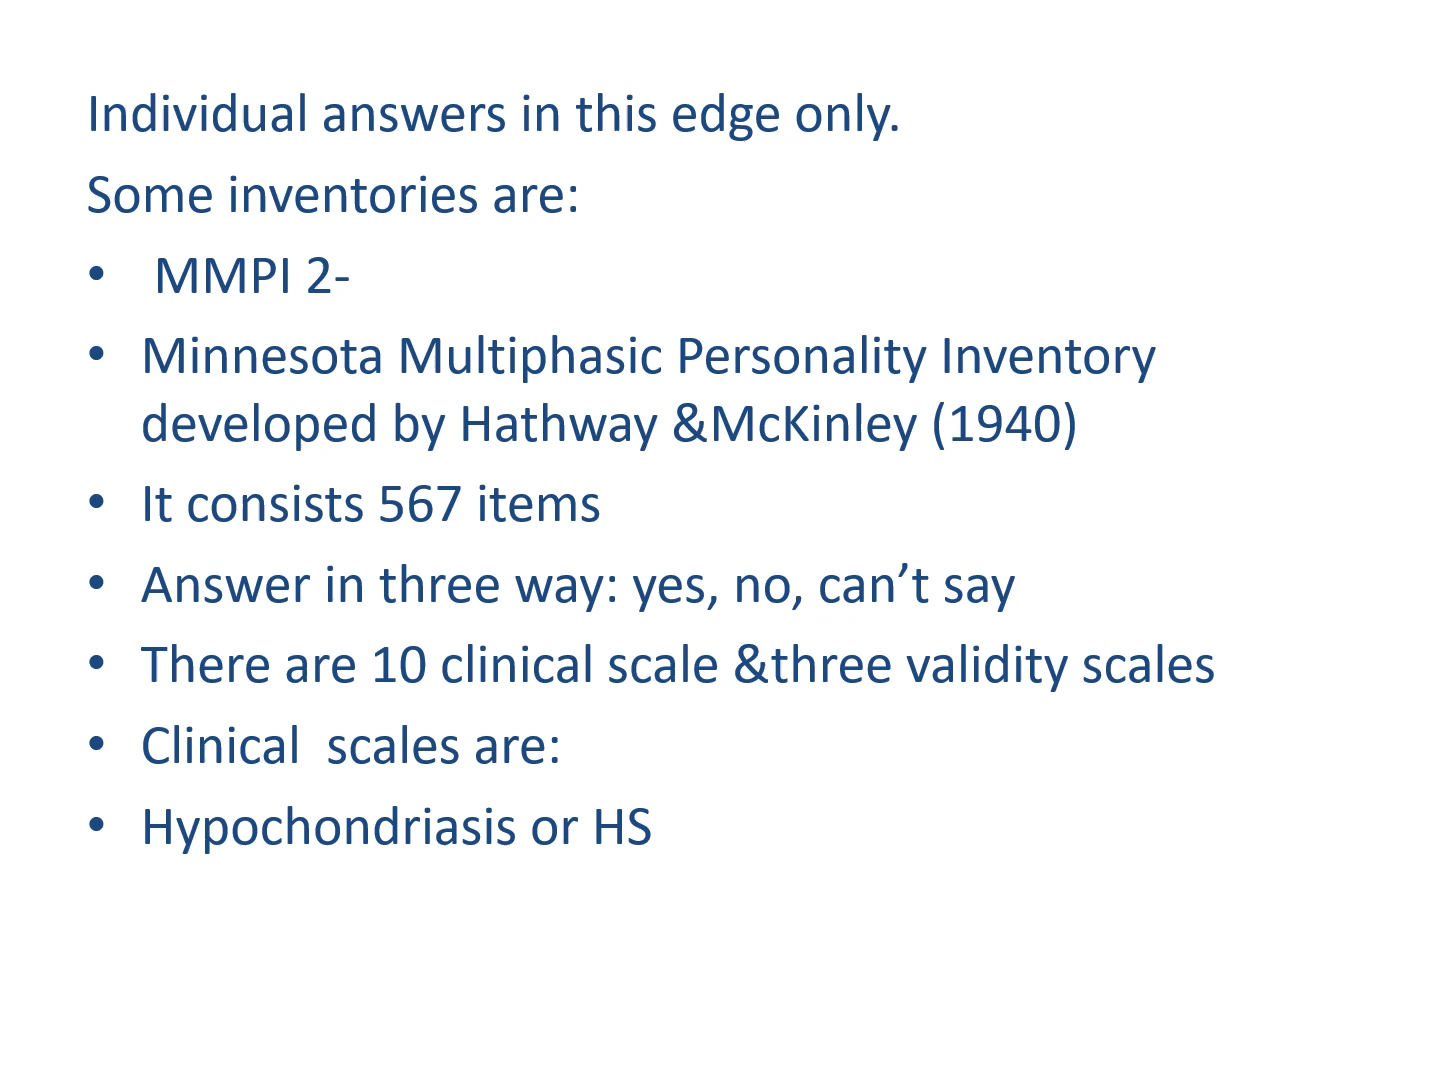 Individual answers in this edge only.
Some inventories are:
• MMPI 2-
• Minnesota Multiphasic Personality Inventory
developed by Hathway &McKinley (1940)
• It consists 567 items
• Answer in three way: yes, no, can’t say
• There are 10 clinical scale &three validity scales
• Clinical  scales are:
• Hypochondriasis or HS